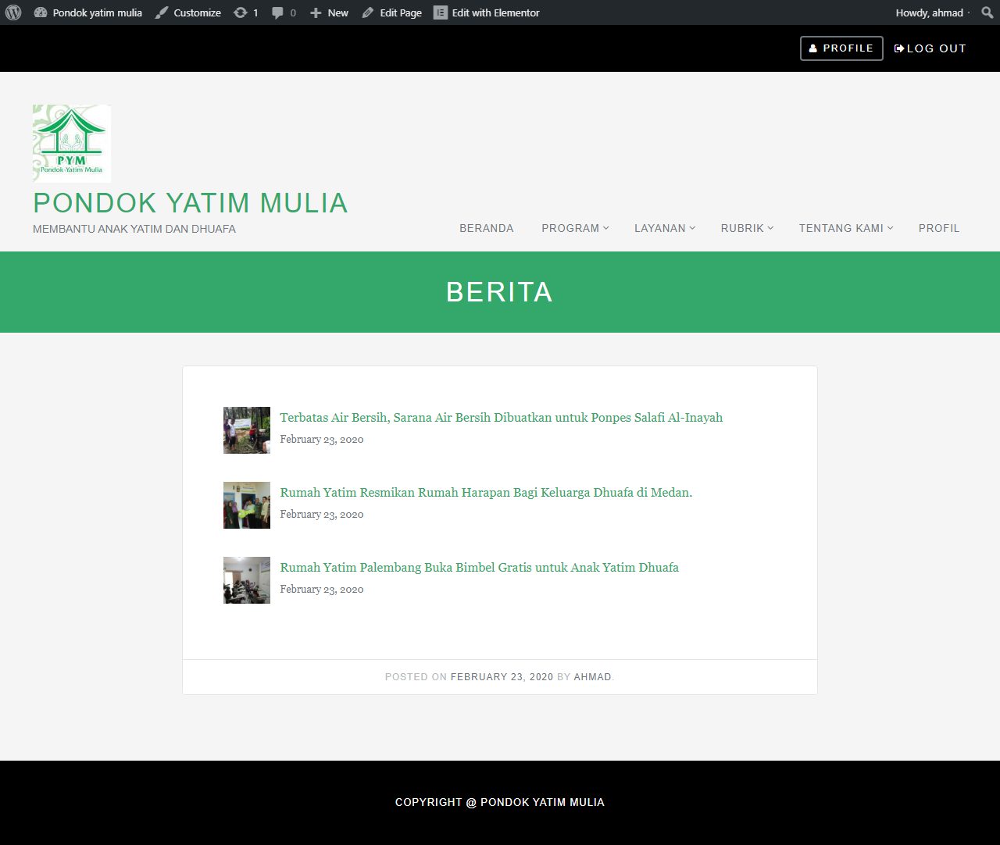 Pondok yatim mulia Customize 1 0 New Edit Page Edit with Elementor Howdy, ahmad
PROFILE LOG OUT
PYM
Pondok Yatim Mulia
PONDOK YATIM MULIA
MEMBANTU ANAK YATIM DAN DHUAFA
BERANDA PROGRAM LAYANAN RUBRIK TENTANG KAMI PROFIL
BERITA
Terbatas Air Bersih, Sarana Air Bersih Dibuatkan untuk Ponpes Salafi Al-Inayah
February 23, 2020
Rumah Yatim Resmikan Rumah Harapan Bagi Keluarga Dhuafa di Medan.
February 23, 2020
Rumah Yatim Palembang Buka Bimbel Gratis untuk Anak Yatim Dhuafa
February 23, 2020
POSTED ON FEBRUARY 23, 2020 BY AHMAD.
COPYRIGHT @ PONDOK YATIM MULIA